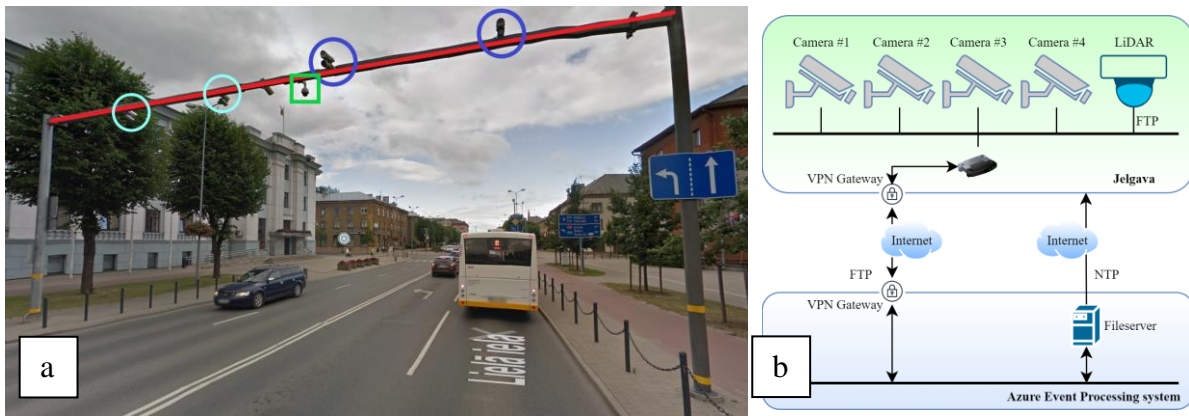 a
Lielā iela
Camera #1
Camera #2
Camera #3
Camera #4
LiDAR
FTP
VPN Gateway
Jelgava
Internet
Internet
FTP
NTP
VPN Gateway
Fileserver
b
Azure Event Processing system